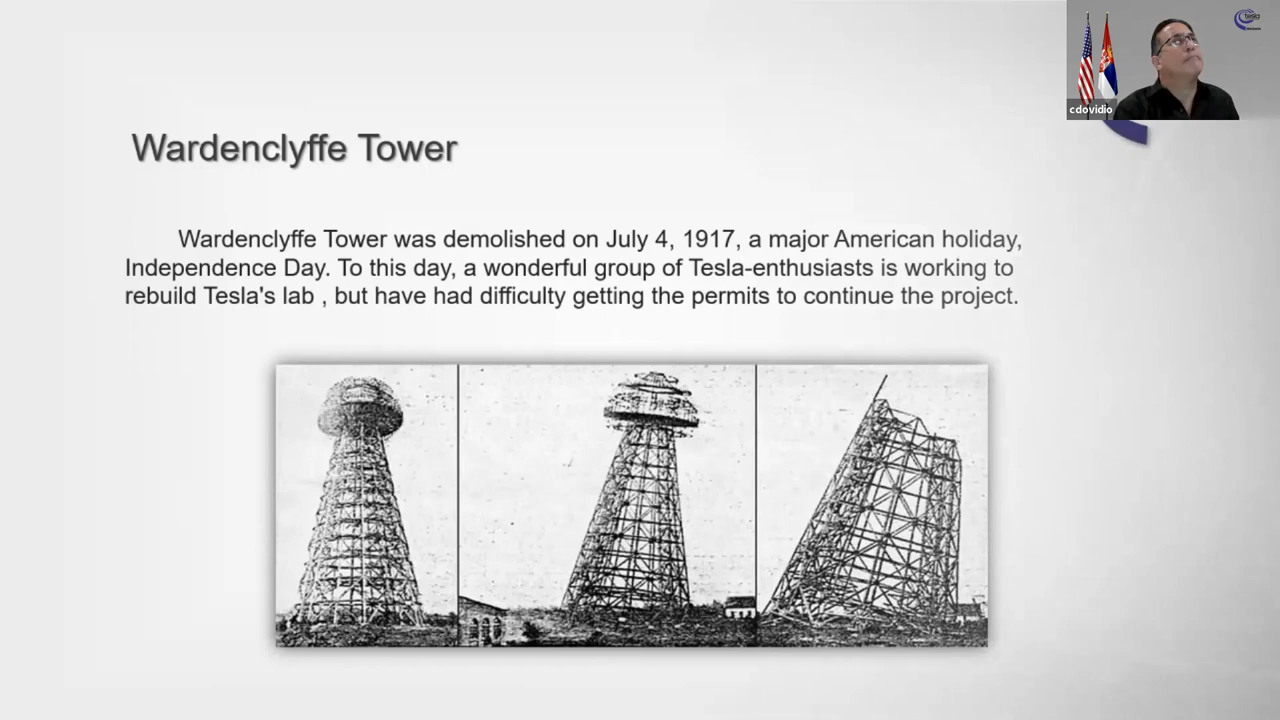 cdovidio
Wardenclyffe Tower
Wardenclyffe Tower was demolished on July 4, 1917, a major American holiday,
Independence Day. To this day, a wonderful group of Tesla-enthusiasts is working to
rebuild Tesla's lab , but have had difficulty getting the permits to continue the project.